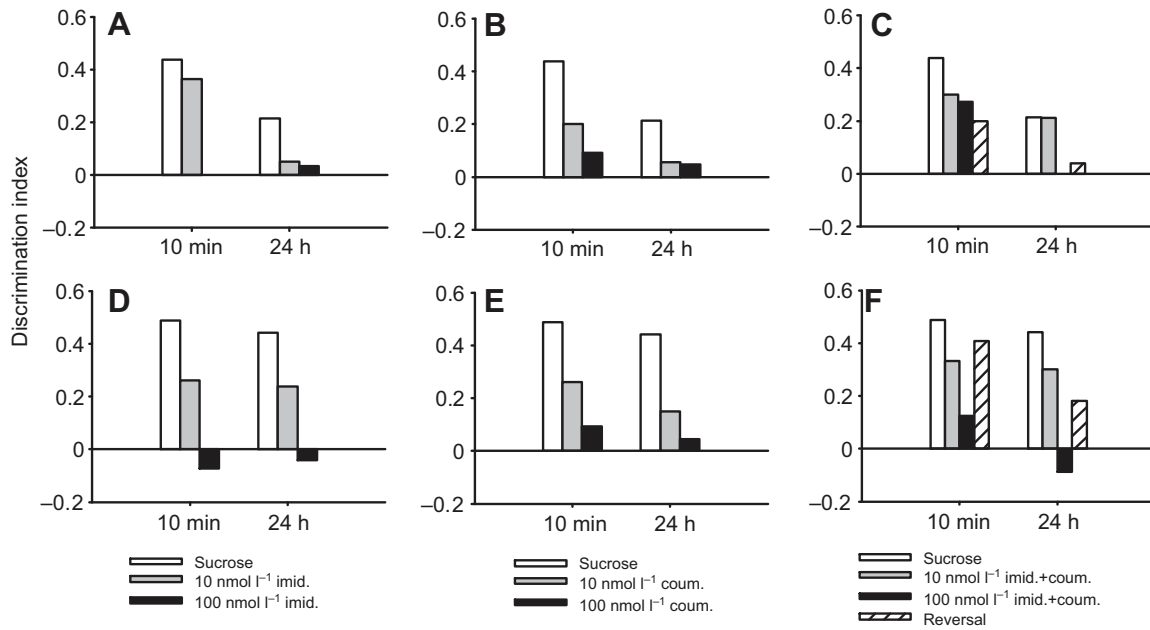 A
B
C
0.6
0.4
0.2
0
–0.2
10 min
24 h
0.6
0.4
0.2
0
–0.2
10 min
24 h
0.6
0.4
0.2
0
–0.2
10 min
24 h
Discrimination index
D
E
F
0.6
0.4
0.2
0
–0.2
10 min
24 h
0.6
0.4
0.2
0
–0.2
10 min
24 h
0.6
0.4
0.2
0
–0.2
10 min
24 h
Sucrose
10 nmol l⁻¹ imid.
100 nmol l⁻¹ imid.
Sucrose
10 nmol l⁻¹ coum.
100 nmol l⁻¹ coum.
Sucrose
10 nmol l⁻¹ imid.+coum.
100 nmol l⁻¹ imid.+coum.
Reversal